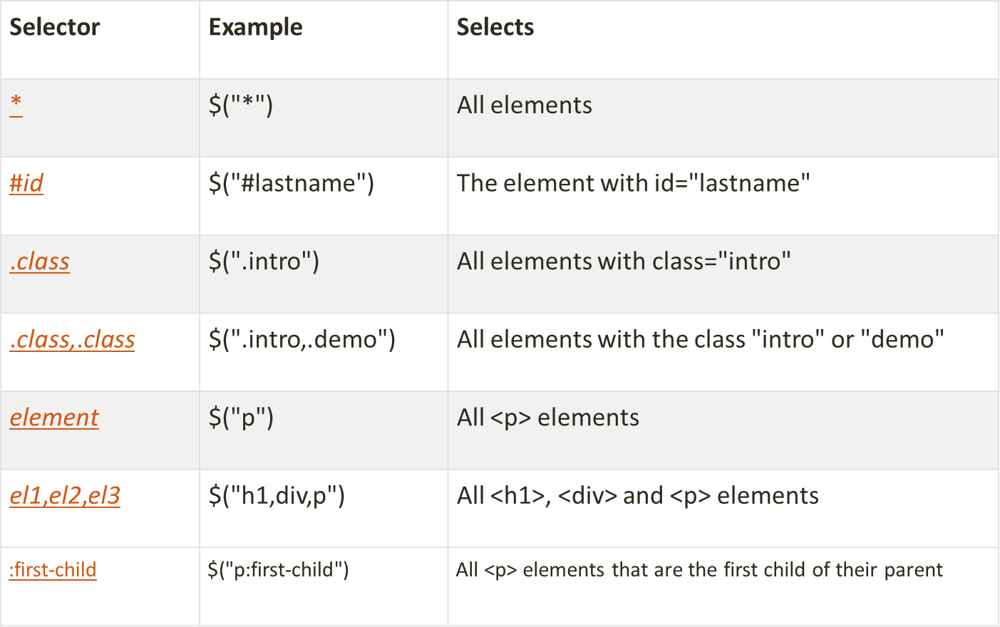 Selector Example Selects
* $("*") All elements
#id $("#lastname") The element with id="lastname"
.class $(".intro") All elements with class="intro"
.class,.class $(".intro,.demo") All elements with the class "intro" or "demo"
element $("p") All <p> elements
el1,el2,el3 $("h1,div,p") All <h1>, <div> and <p> elements
:first-child $("p:first-child") All <p> elements that are the first child of their parent